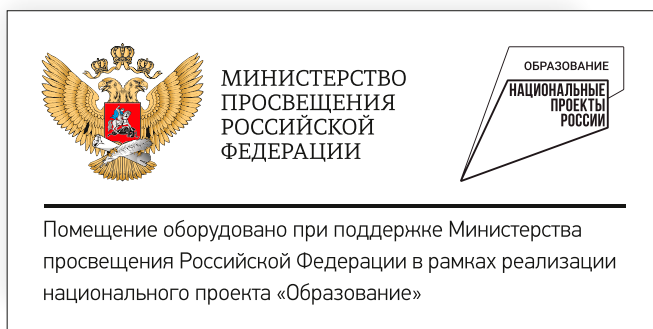 МИНИСТЕРСТВО
ПРОСВЕЩЕНИЯ
РОССИЙСКОЙ
ФЕДЕРАЦИИ
ОБРАЗОВАНИЕ
НАЦИОНАЛЬНЫЕ
ПРОЕКТЫ
РОССИИ
Помещение оборудовано при поддержке Министерства
просвещения Российской Федерации в рамках реализации
национального проекта «Образование»